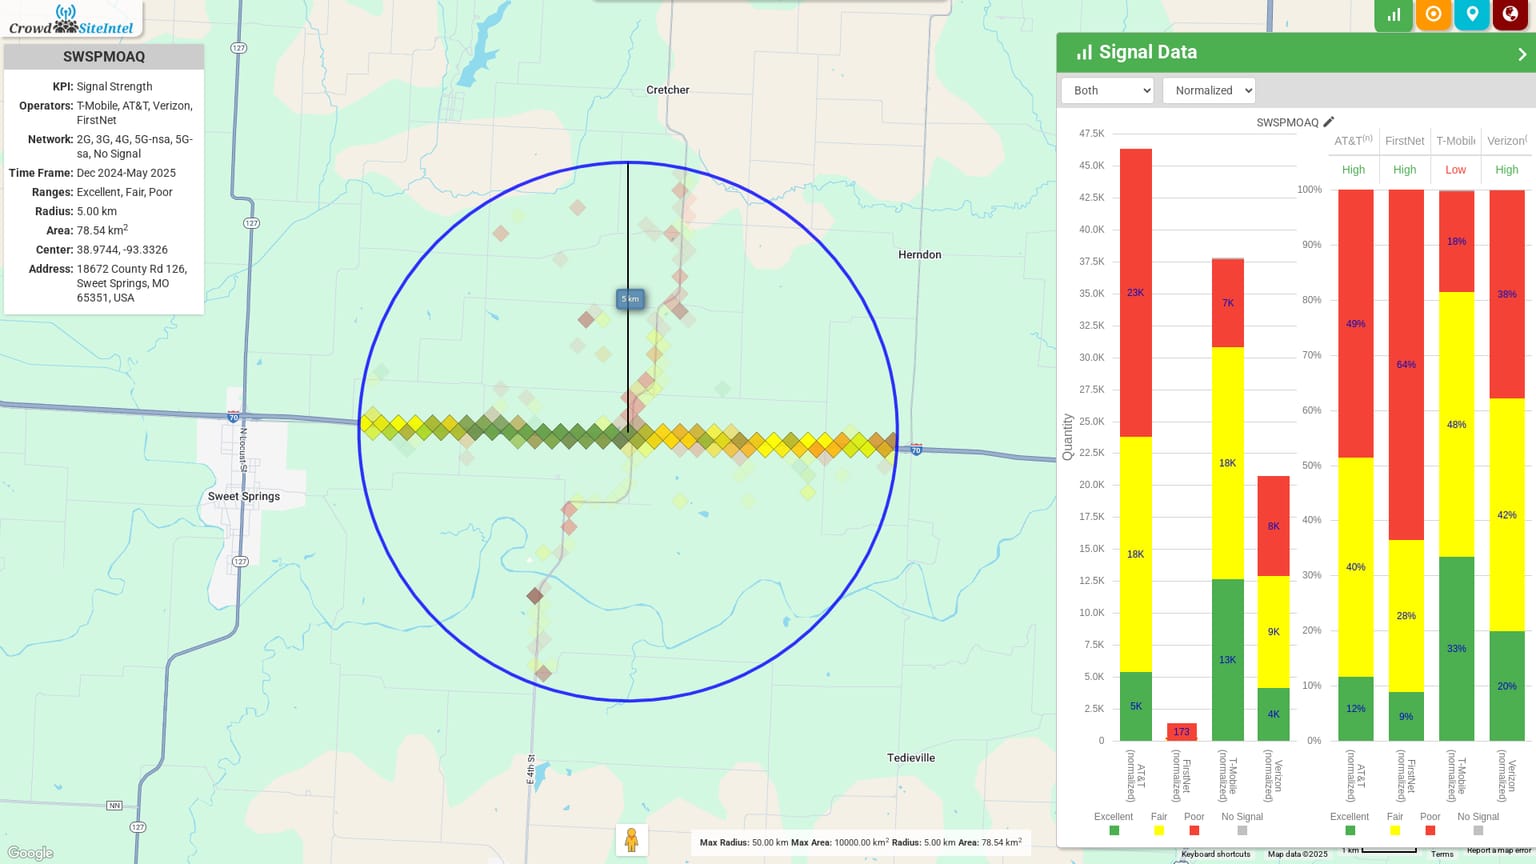 Crowd SiteIntel
SWSPMOAQ
KPI: Signal Strength
Operators: T-Mobile, AT&T, Verizon,
FirstNet
Network: 2G, 3G, 4G, 5G-nsa, 5G-
sa, No Signal
Time Frame: Dec 2024-May 2025
Ranges: Excellent, Fair, Poor
Radius: 5.00 km
Area: 78.54 km²
Center: 38.9744, -93.3326
Address: 18672 County Rd 126,
Sweet Springs, MO
65351, USA
127
127
Cretcher
Herndon
5 km
70
70
N Locust St
Sweet Springs
127
E 4th St
Tedieville
NN
127
Google
Max Radius: 50.00 km Max Area: 10000.00 km² Radius: 5.00 km Area: 78.54 km²
Signal Data
Both
Normalized
SWSPMOAQ
AT&T(n) FirstNet T-Mobile Verizon(
High High Low High
Quantity
47.5K
45.0K
42.5K
40.0K
37.5K
35.0K
32.5K
30.0K
27.5K
25.0K
22.5K
20.0K
17.5K
15.0K
12.5K
10.0K
7.5K
5.0K
2.5K
0
23K
18K
5K
173
7K
18K
13K
8K
9K
4K
AT&T
(normalized)
FirstNet
(normalized)
T-Mobile
(normalized)
Verizon
(normalized)
Excellent Fair Poor No Signal
100%
90%
80%
70%
60%
50%
40%
30%
20%
10%
0%
49%
40%
12%
64%
28%
9%
18%
48%
33%
38%
42%
20%
AT&T
(normalized)
FirstNet
(normalized)
T-Mobile
(normalized)
Verizon
(normalized)
Excellent Fair Poor No Signal
Keyboard shortcuts Map data ©2025 1 km Terms Report a map error